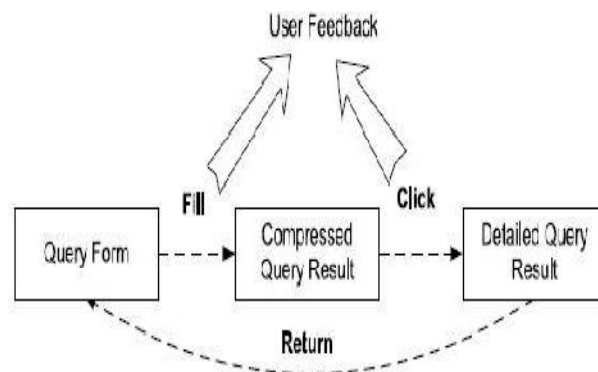 User Feedback
Fill
Click
Query Form
Compressed
Query Result
Detailed Query
Result
Return